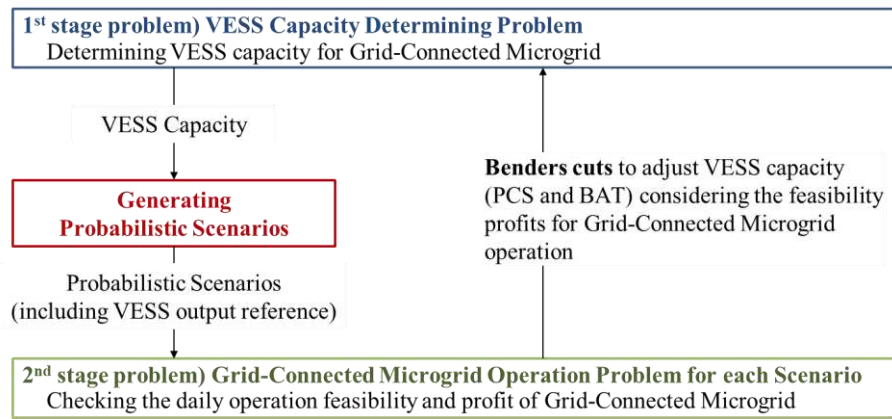 1st stage problem) VESS Capacity Determining Problem
Determining VESS capacity for Grid-Connected Microgrid
VESS Capacity
Generating
Probabilistic Scenarios
Probabilistic Scenarios
(including VESS output reference)
Benders cuts to adjust VESS capacity
(PCS and BAT) considering the feasibility
profits for Grid-Connected Microgrid
operation
2nd stage problem) Grid-Connected Microgrid Operation Problem for each Scenario
Checking the daily operation feasibility and profit of Grid-Connected Microgrid